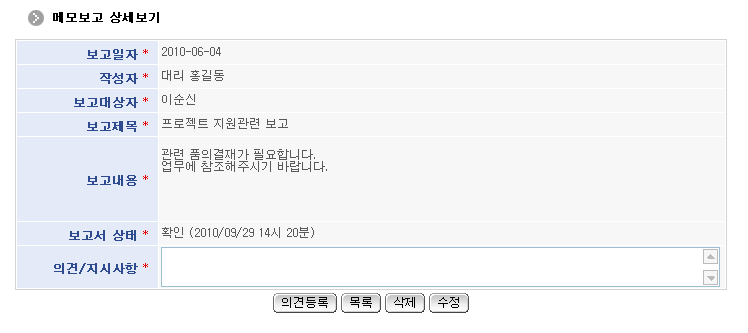 메모보고 상세보기
보고일자 * 2010-06-04
작성자 * 대리 홍길동
보고대상자 * 이순신
보고제목 * 프로젝트 지원관련 보고
보고내용 * 관련 품의결재가 필요합니다.
업무에 참조해주시기 바랍니다.
보고서 상태 * 확인 (2010/09/29 14시 20분)
의견/지시사항 *
의견등록 목록 삭제 수정